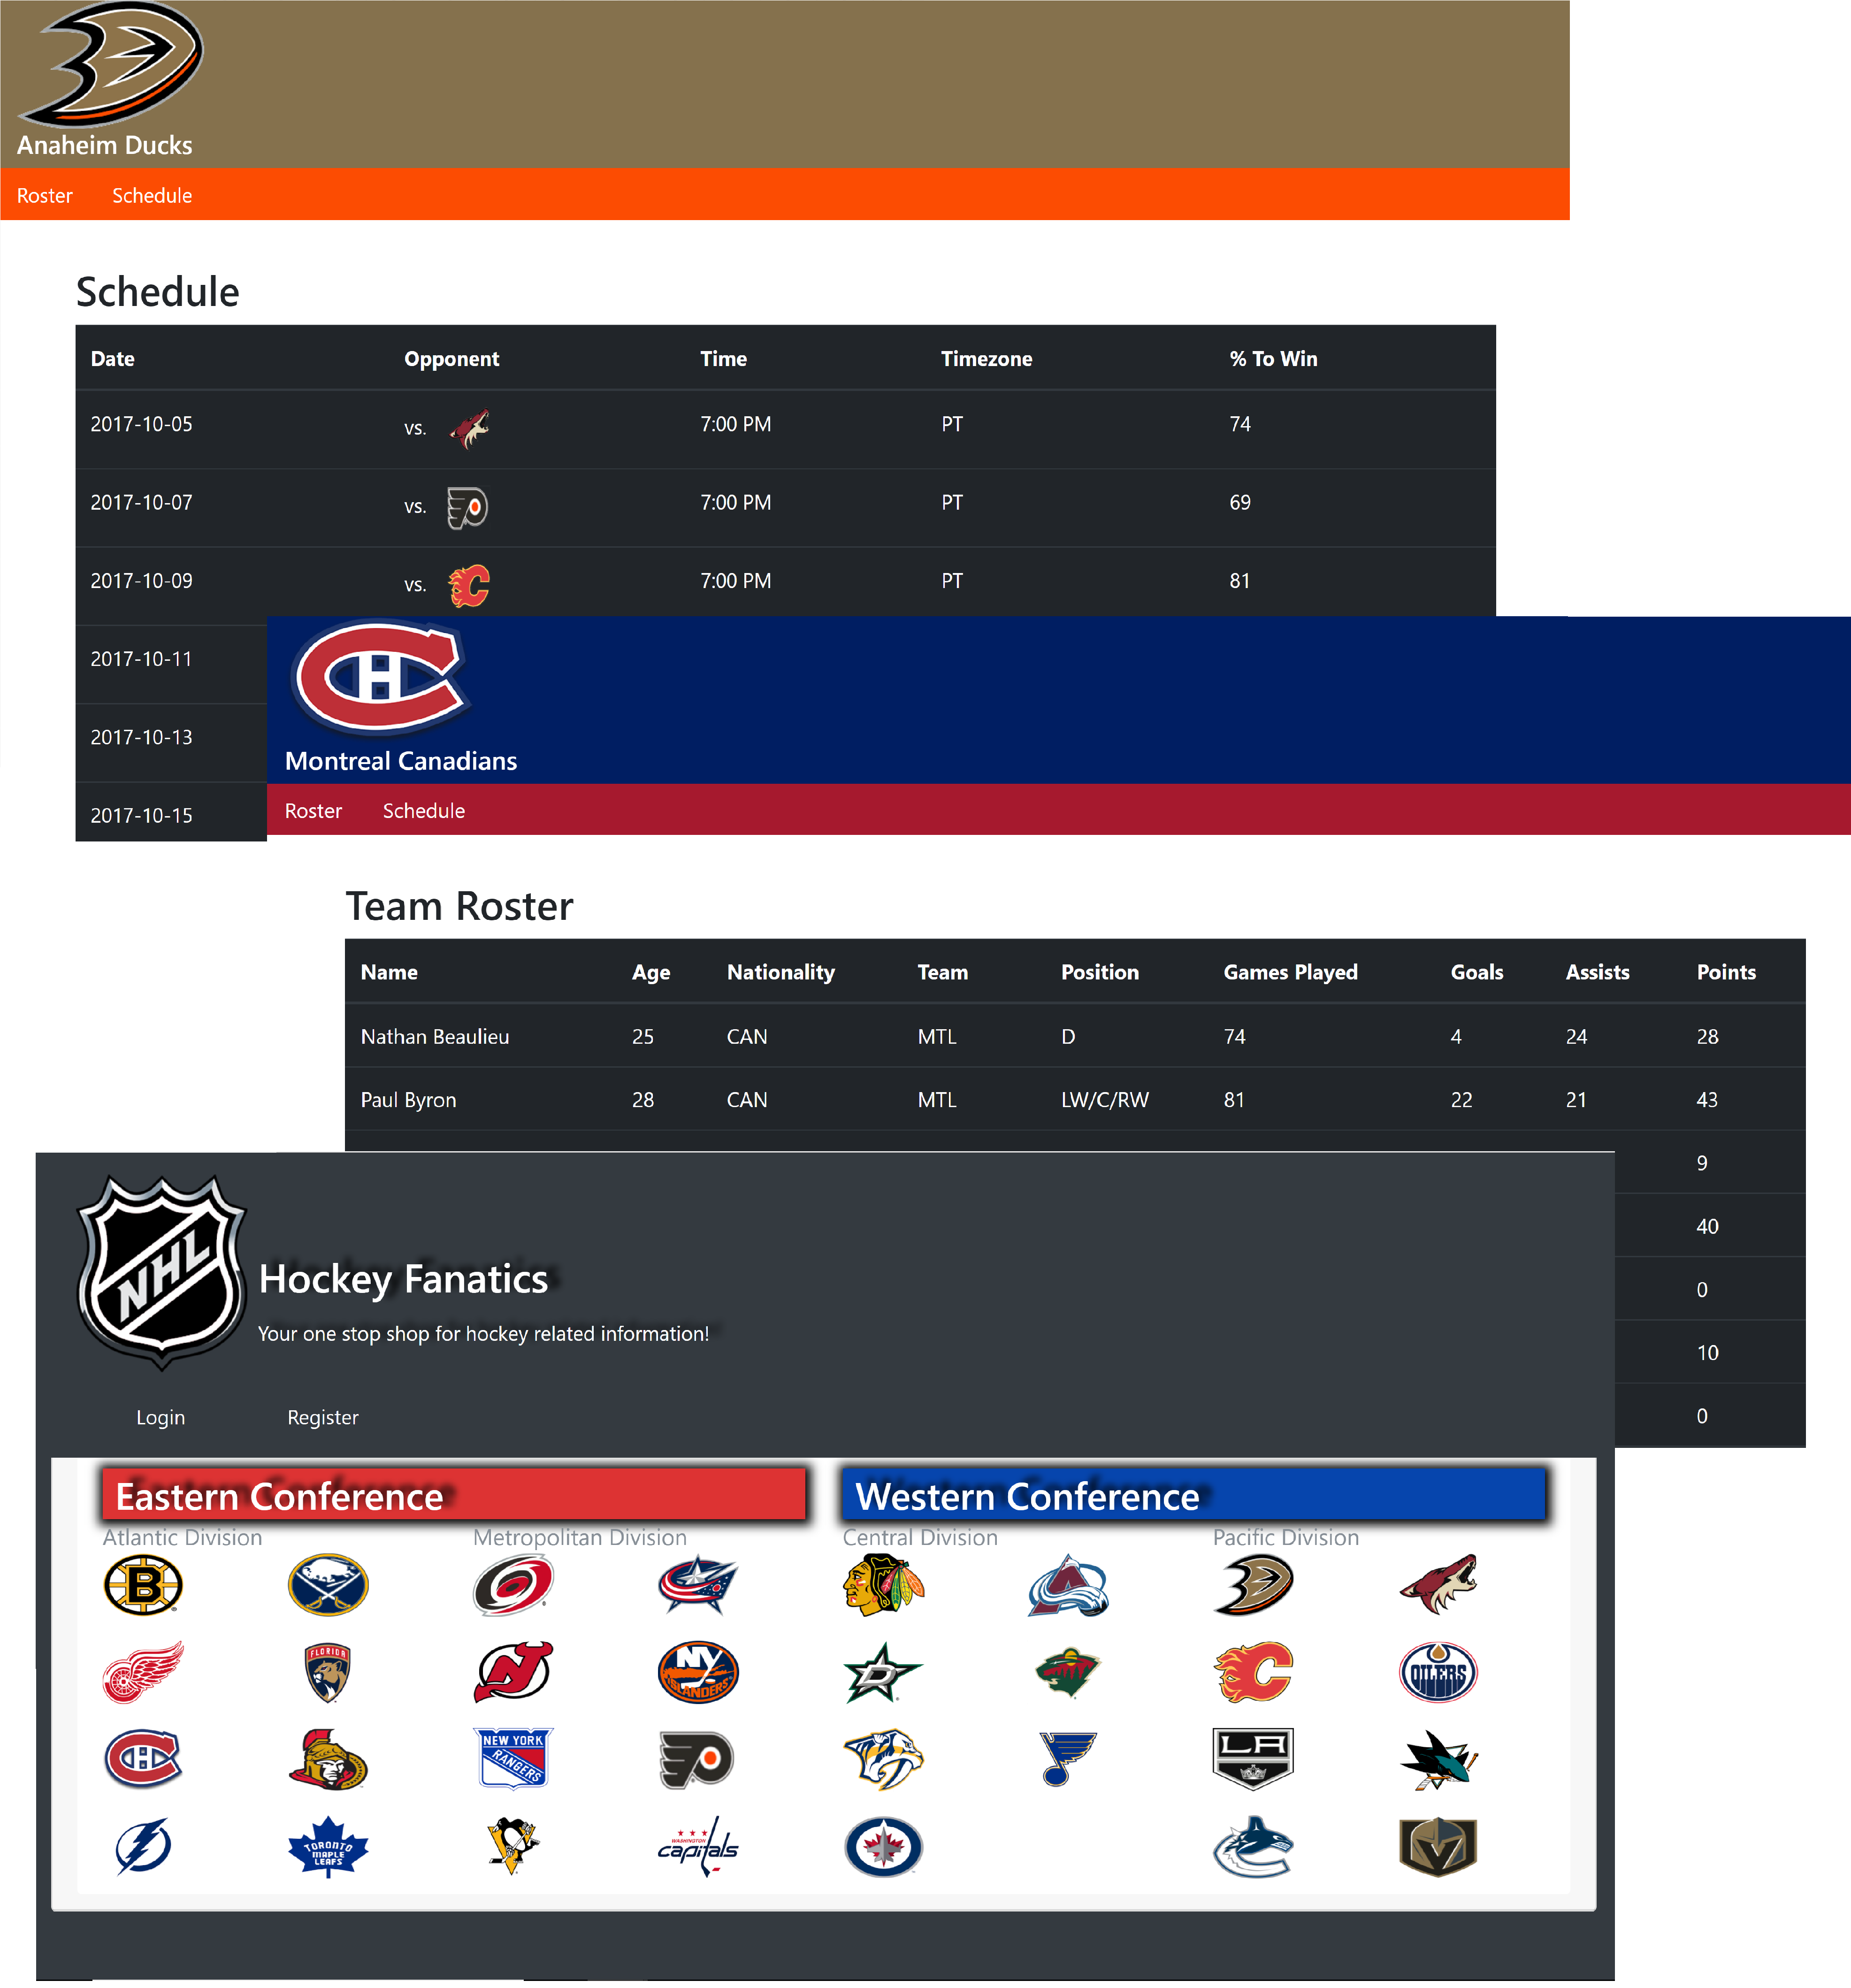 Anaheim Ducks
Roster Schedule
Schedule
Date Opponent Time Timezone % To Win
2017-10-05 vs. 7:00 PM PT 74
2017-10-07 vs. 7:00 PM PT 69
2017-10-09 vs. 7:00 PM PT 81
2017-10-11
2017-10-13
2017-10-15
Montreal Canadians
Roster Schedule
Team Roster
Name Age Nationality Team Position Games Played Goals Assists Points
Nathan Beaulieu 25 CAN MTL D 74 4 24 28
Paul Byron 28 CAN MTL LW/C/RW 81 22 21 43
9
40
0
10
0
NHL
Hockey Fanatics
Your one stop shop for hockey related information!
Login Register
Eastern Conference Western Conference
Atlantic Division Metropolitan Division Central Division Pacific Division
B
FLORIDA
NY
ISLANDERS
D
OILERS
NEW YORK
RANGERS
LA
TORONTO
MAPLE
LEAFS
WASHINGTON
capitals